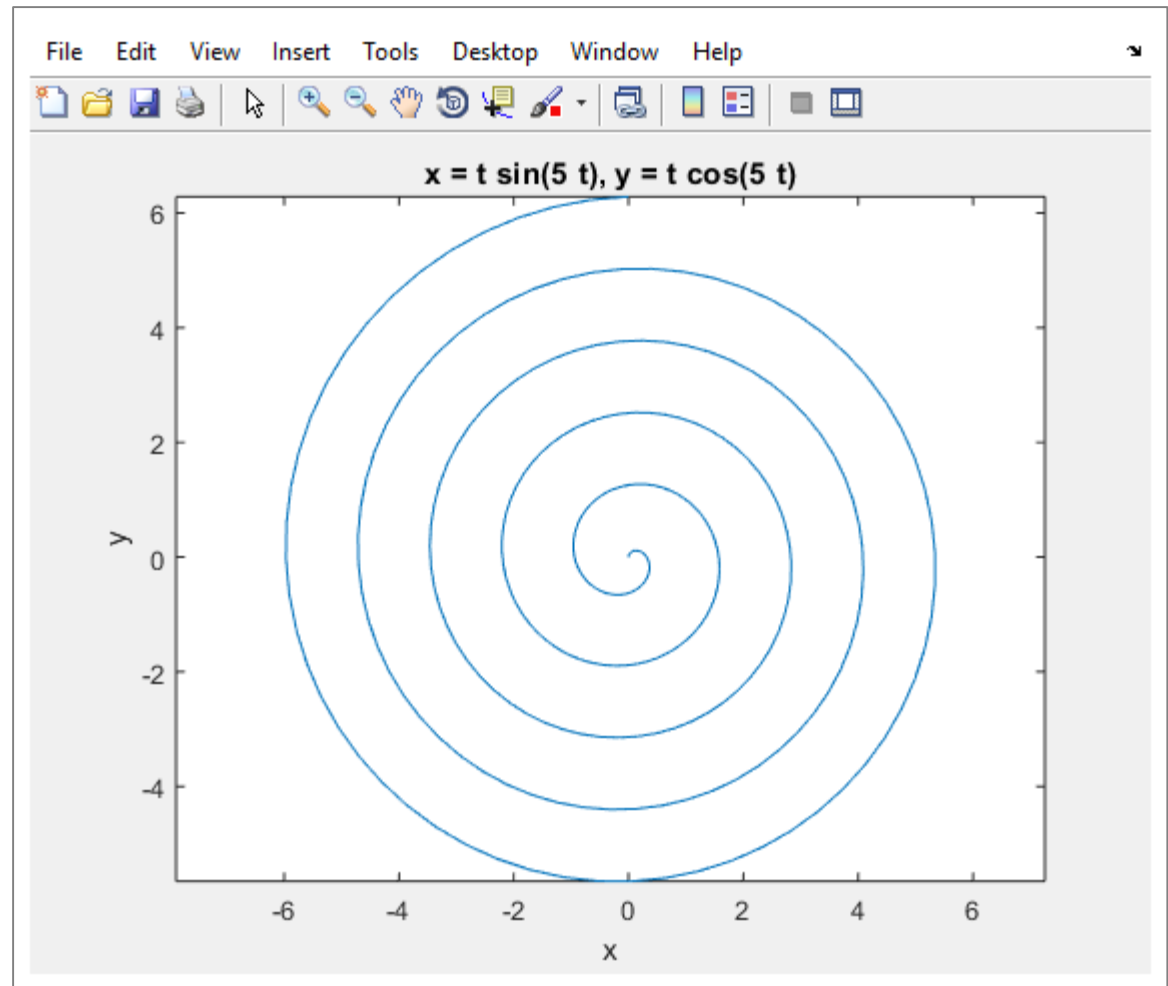 File Edit View Insert Tools Desktop Window Help
x = t sin(5 t), y = t cos(5 t)
6
4
2
0
-2
-4
y
-6 -4 -2 0 2 4 6
x